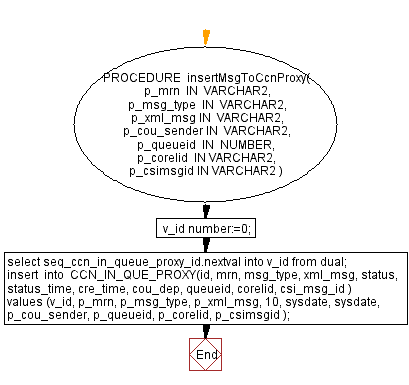 PROCEDURE insertMsgToCcnProxy(
p_mrn IN VARCHAR2,
p_msg_type IN VARCHAR2,
p_xml_msg IN VARCHAR2,
p_cou_sender IN VARCHAR2,
p_queueid IN NUMBER,
p_corelid IN VARCHAR2,
p_csimsgid IN VARCHAR2 )
v_id number:=0;
select seq_ccn_in_queue_proxy_id.nextval into v_id from dual;
insert into CCN_IN_QUE_PROXY(id, mrn, msg_type, xml_msg, status,
status_time, cre_time, cou_dep, queueid, corelid, csi_msg_id )
values (v_id, p_mrn, p_msg_type, p_xml_msg, 10, sysdate, sysdate,
p_cou_sender, p_queueid, p_corelid, p_csimsgid );
End